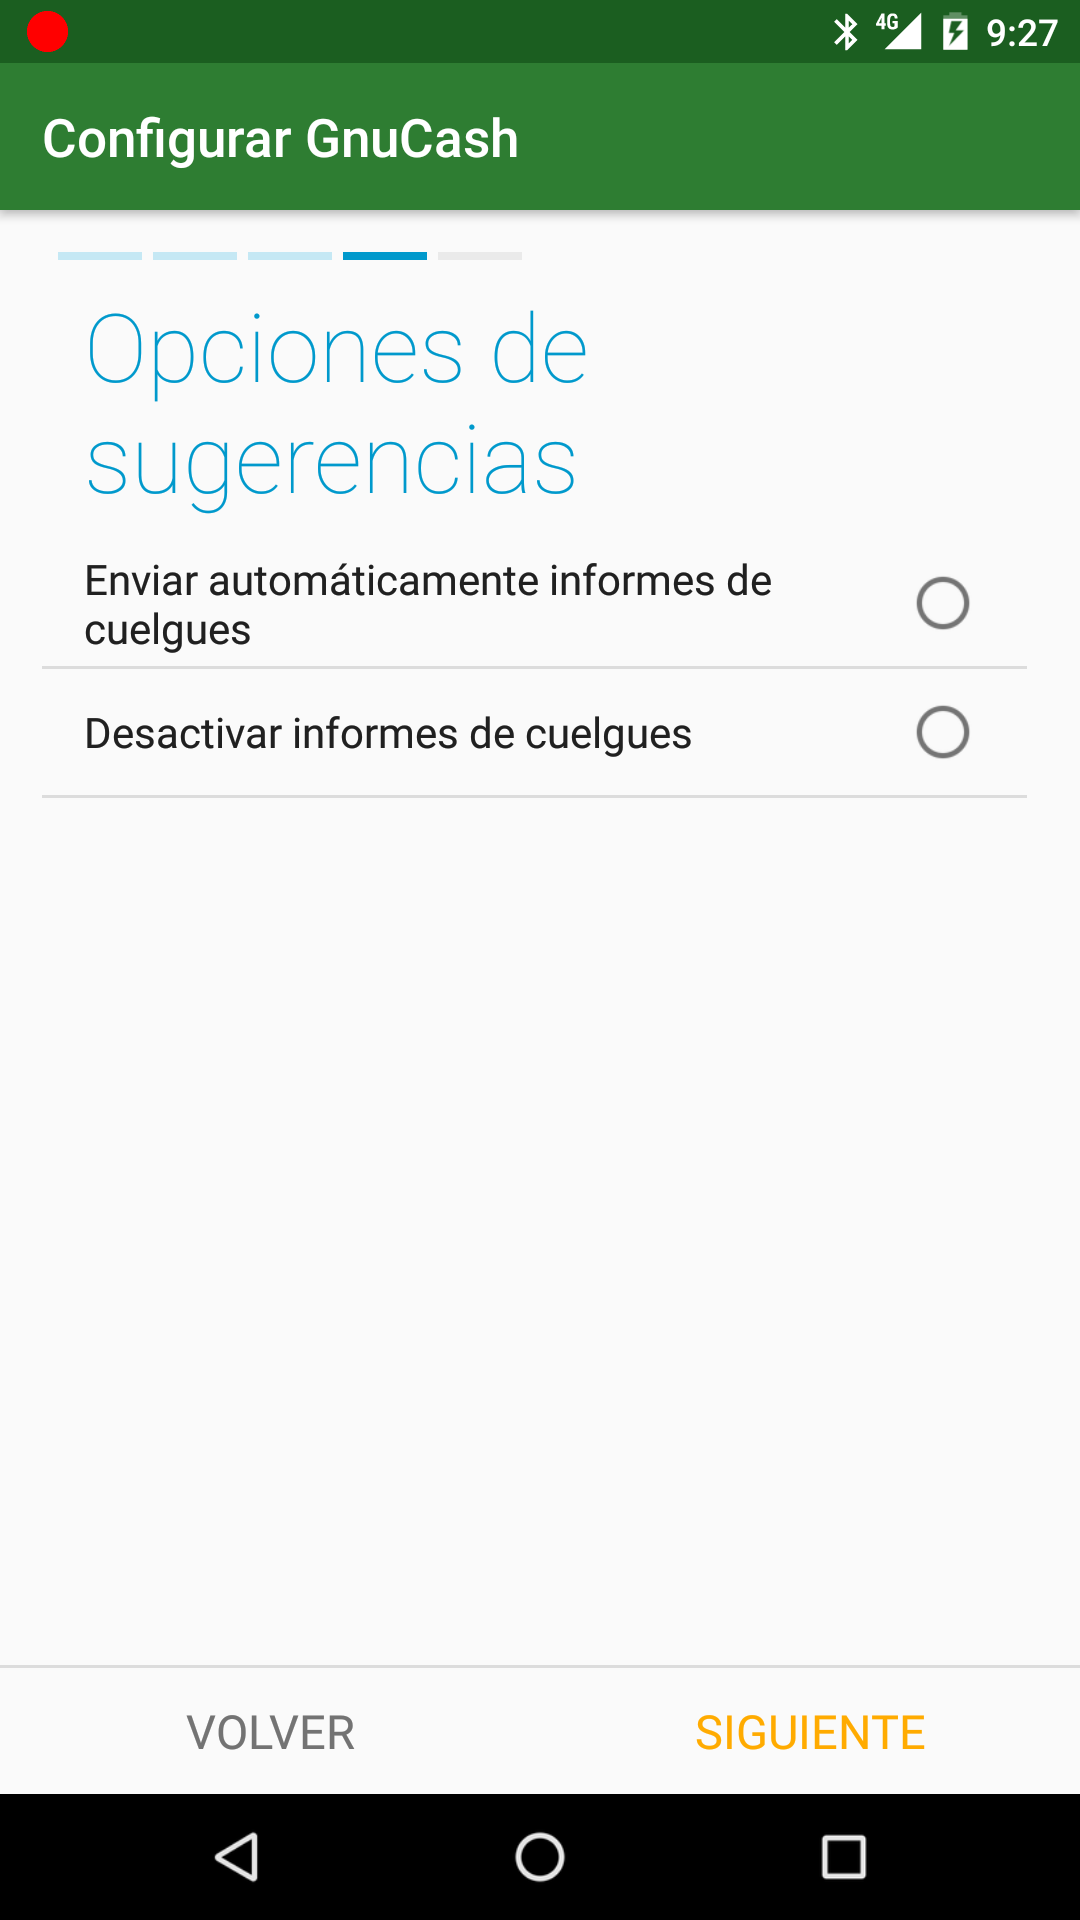 4G 9:27
Configurar GnuCash
Opciones de
sugerencias
Enviar automáticamente informes de
cuelgues
Desactivar informes de cuelgues
VOLVER SIGUIENTE